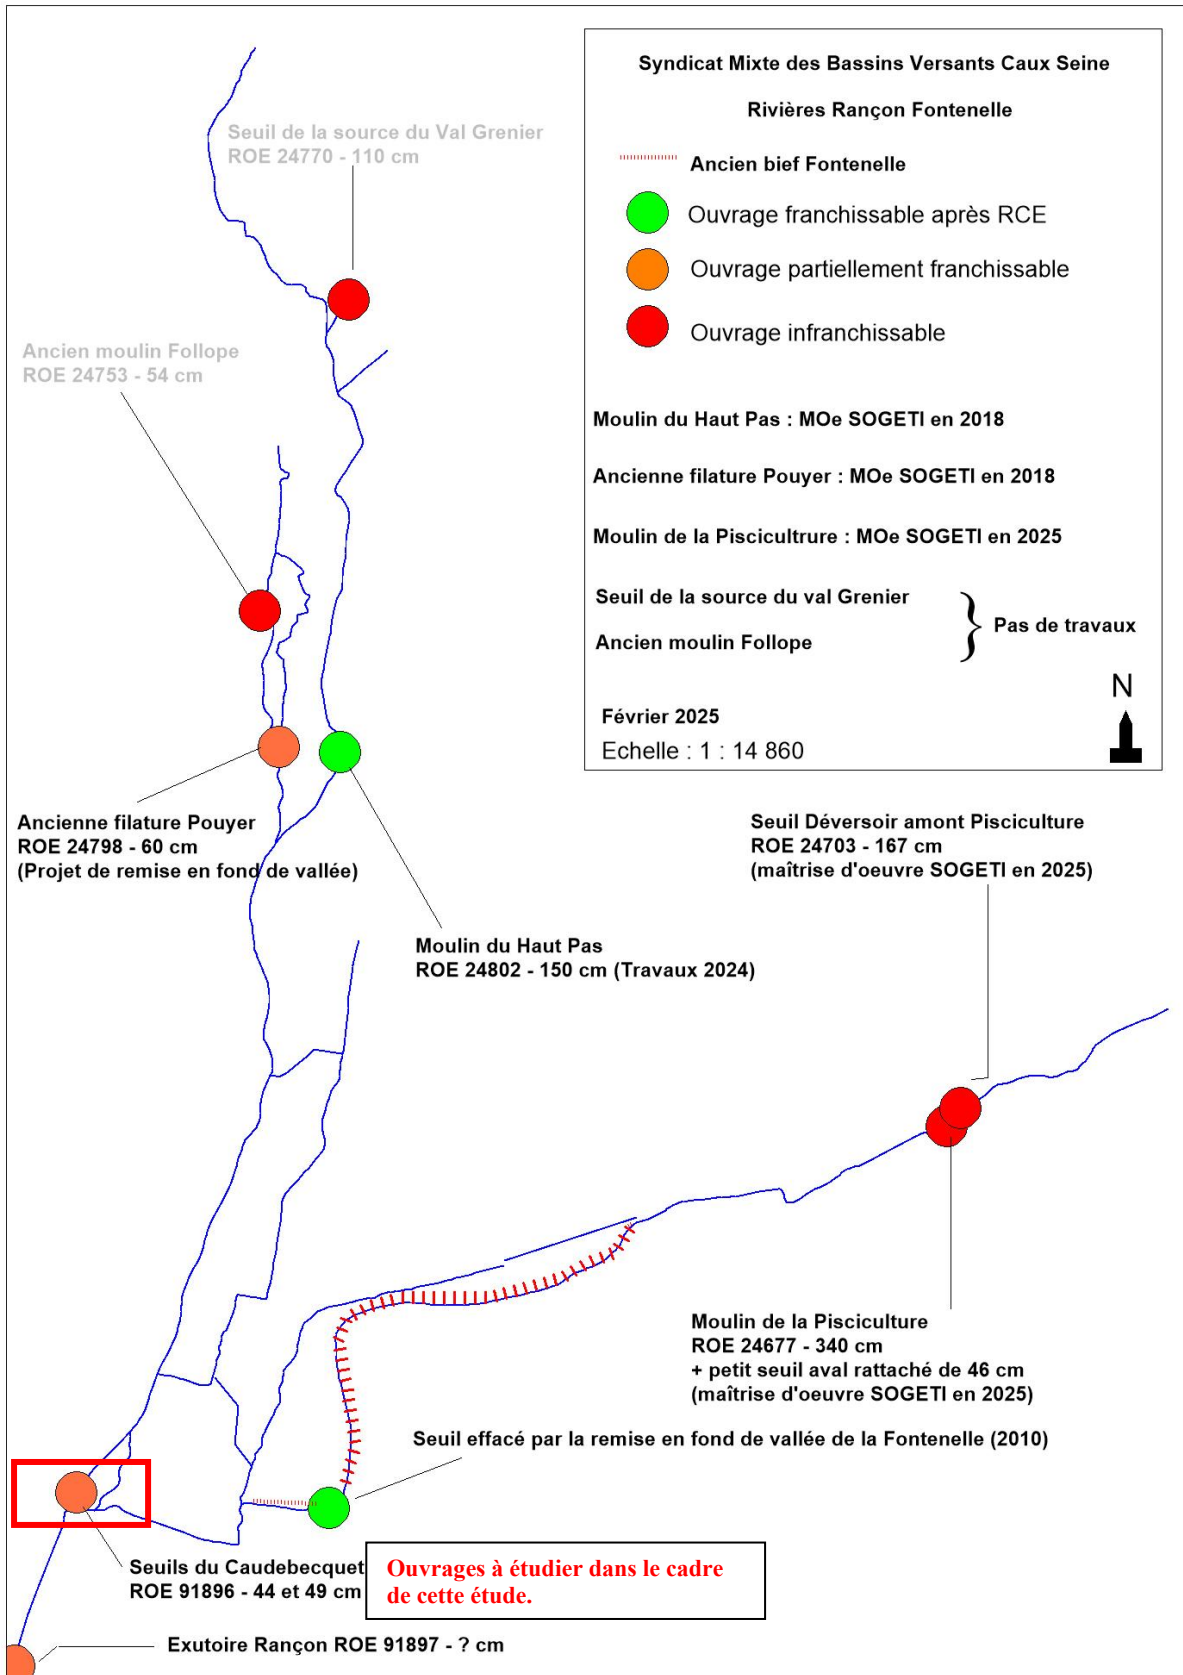 Syndicat Mixte des Bassins Versants Caux Seine
Rivières Rançon Fontenelle
Ancien bief Fontenelle
Ouvrage franchissable après RCE
Ouvrage partiellement franchissable
Ouvrage infranchissable
Moulin du Haut Pas : MOe SOGETI en 2018
Ancienne filature Pouyer : MOe SOGETI en 2018
Moulin de la Piscicultrure : MOe SOGETI en 2025
Seuil de la source du val Grenier
Ancien moulin Follope
} Pas de travaux
Février 2025
Echelle : 1 : 14 860
N
Seuil de la source du Val Grenier
ROE 24770 - 110 cm
Ancien moulin Follope
ROE 24753 - 54 cm
Ancienne filature Pouyer
ROE 24798 - 60 cm
(Projet de remise en fond de vallée)
Moulin du Haut Pas
ROE 24802 - 150 cm (Travaux 2024)
Seuil Déversoir amont Pisciculture
ROE 24703 - 167 cm
(maîtrise d'oeuvre SOGETI en 2025)
Moulin de la Pisciculture
ROE 24677 - 340 cm
+ petit seuil aval rattaché de 46 cm
(maîtrise d'oeuvre SOGETI en 2025)
Seuil effacé par la remise en fond de vallée de la Fontenelle (2010)
Seuils du Caudebecquet
ROE 91896 - 44 et 49 cm
Ouvrages à étudier dans le cadre
de cette étude.
Exutoire Rançon ROE 91897 - ? cm